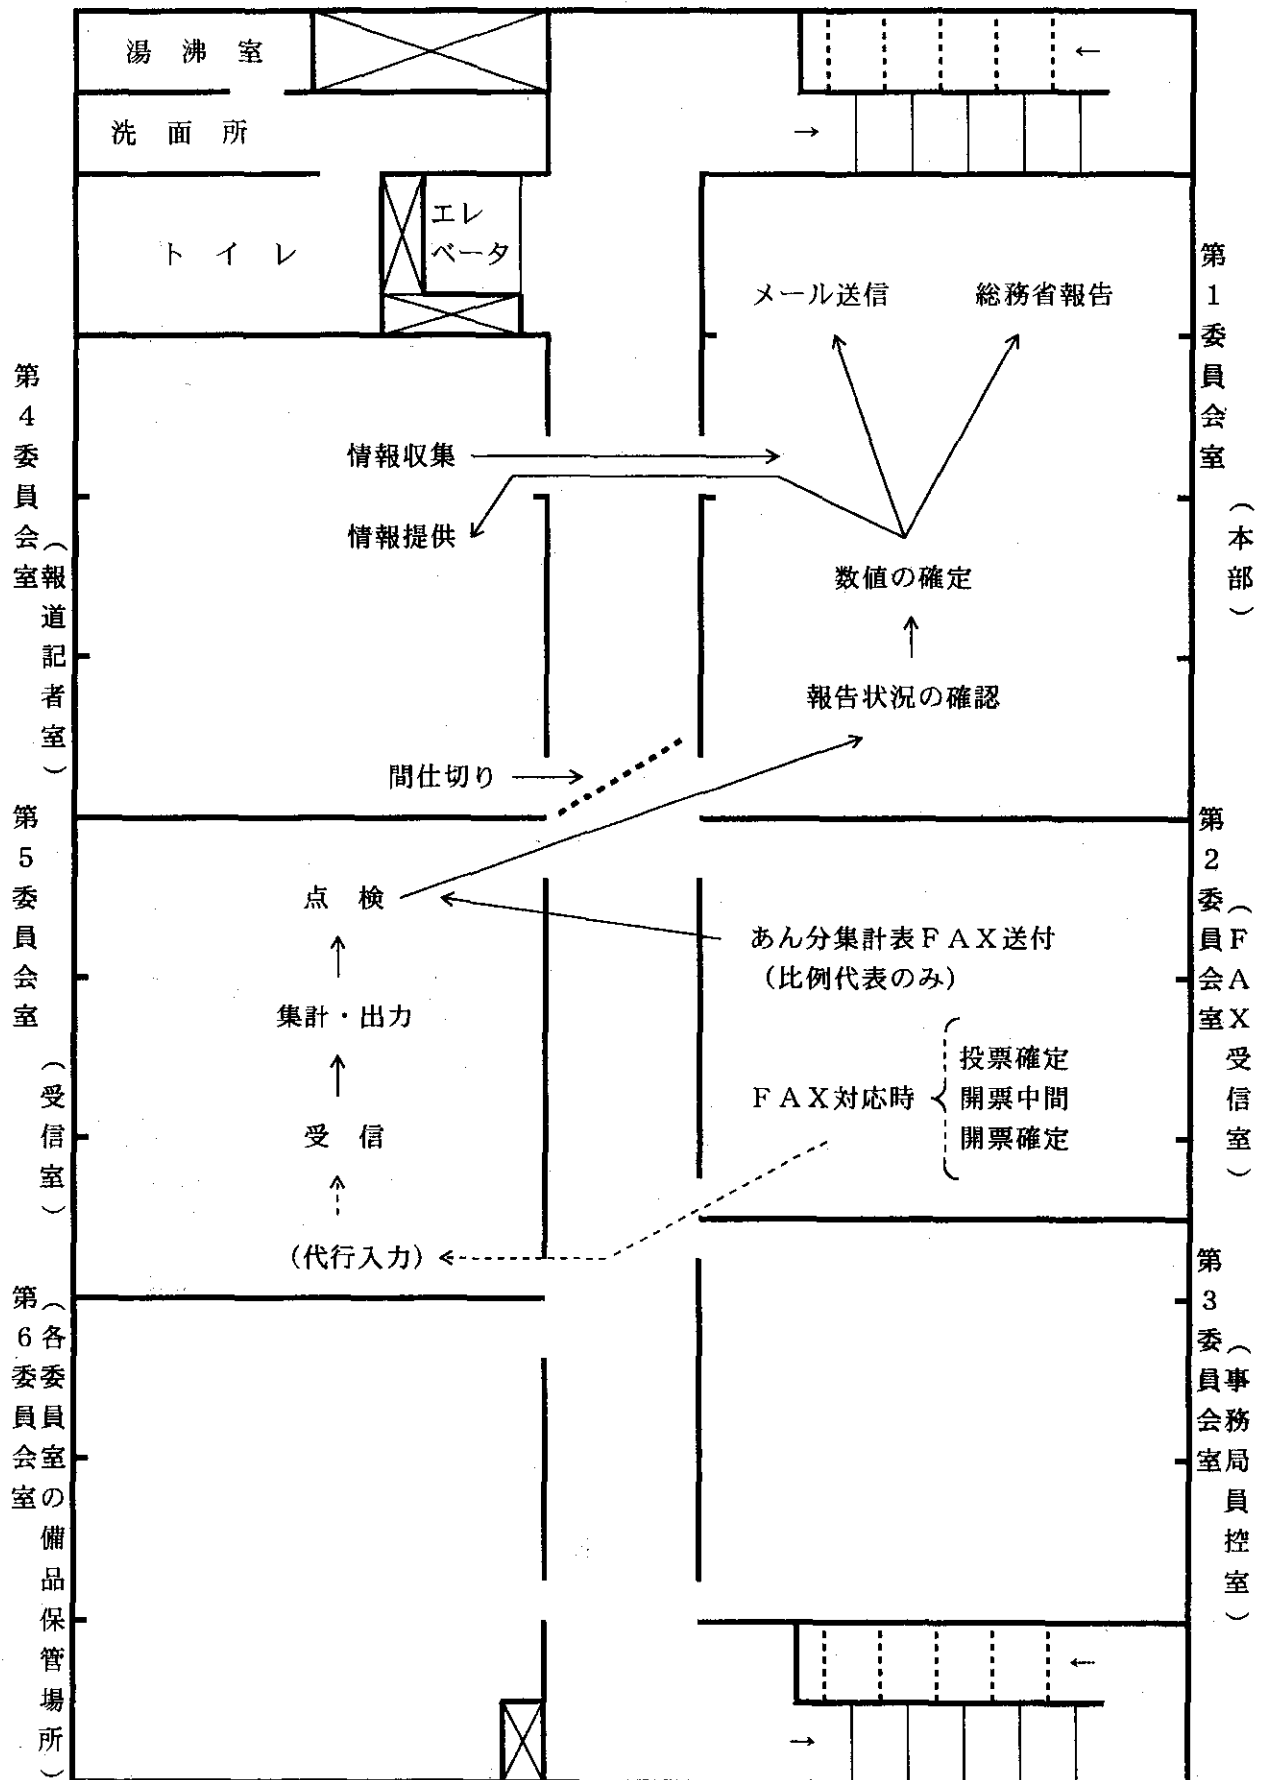 湯沸室
洗面所
トイレ
エレ
ベータ
←
→
第1委員会室
（本部）
メール送信
総務省報告
第4委員会室
（報道記者室）
情報収集
情報提供
数値の確定
報告状況の確認
間仕切り
第5委員会室
（受信室）
点検
集計・出力
受信
（代行入力）
第2委員会室
（ＦＡＸ受信室）
あん分集計表ＦＡＸ送付
（比例代表のみ）
ＦＡＸ対応時
投票確定
開票中間
開票確定
第6委員会室
（各委員室の備品保管場所）
第3委員会室
（事務局員控室）
←
→